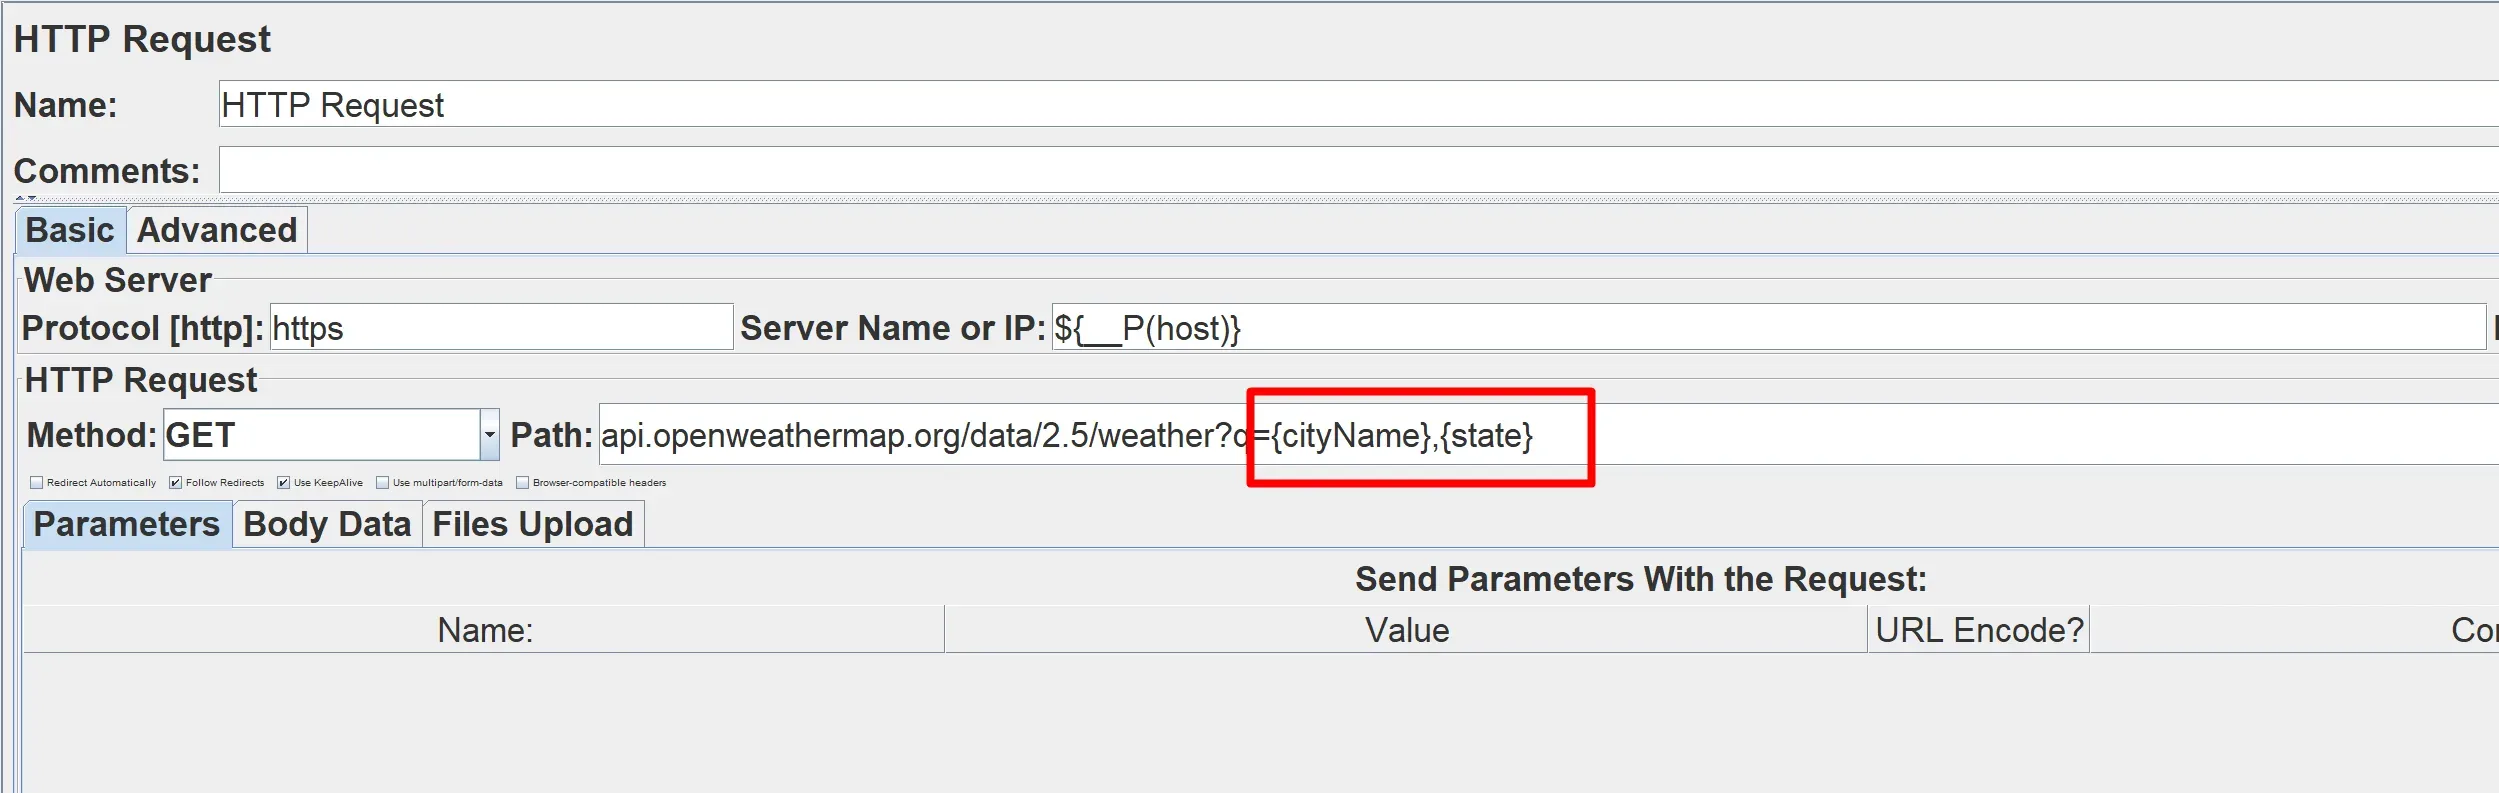 HTTP Request
Name: HTTP Request
Comments:
Basic Advanced
Web Server
Protocol [http]: https Server Name or IP: ${__P(host)}
HTTP Request
Method: GET Path: api.openweathermap.org/data/2.5/weather?q={cityName},{state}
Redirect Automatically Follow Redirects Use KeepAlive Use multipart/form-data Browser-compatible headers
Parameters Body Data Files Upload
Send Parameters With the Request:
Name: Value URL Encode?